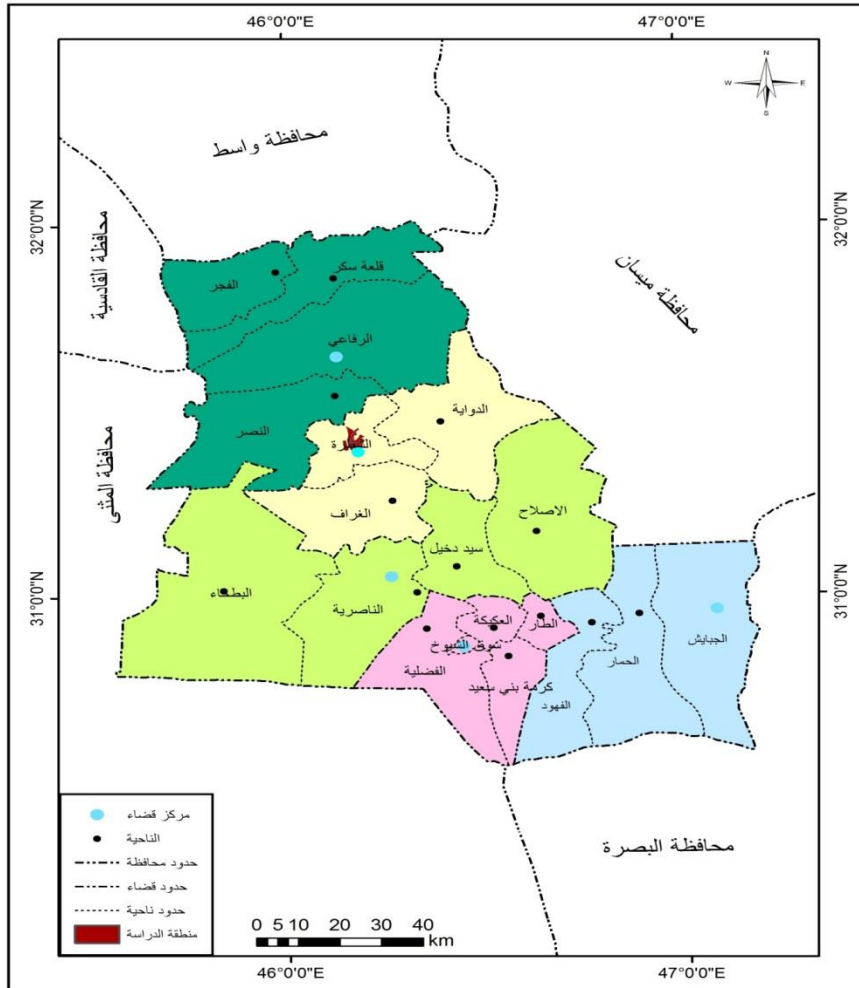 46°0'0"E
47°0'0"E
N
W
E
S
محافظة واسط
32°0'0"N
32°0'0"N
محافظة القادسية
محافظة ميسان
قلعة سكر
الفجر
الرفاعي
الدواية
النصر
محافظة المثنى
الشطرة
الاصلاح
الغراف
سيد دخيل
31°0'0"N
31°0'0"N
البطحاء
الناصرية
الطار
العكيكة
سوق الشيوخ
الجبايش
الحمار
الفضلية
كرمة بني سعيد
الفهود
مركز قضاء
الناحية
حدود محافظة
حدود قضاء
حدود ناحية
منطقة الدراسة
محافظة البصرة
0 5 10 20 30 40
km
46°0'0"E
47°0'0"E